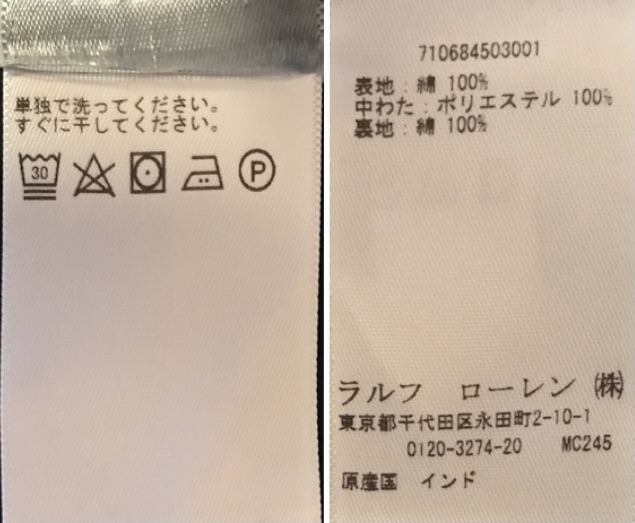 単独で洗ってください。
すぐに干してください。
30
P
710684503001
表地：綿 100%
中わた：ポリエステル 100%
裏地：綿 100%
ラルフ ローレン ㈱
東京都千代田区永田町2-10-1
0120-3274-20 MC245
原産国 インド